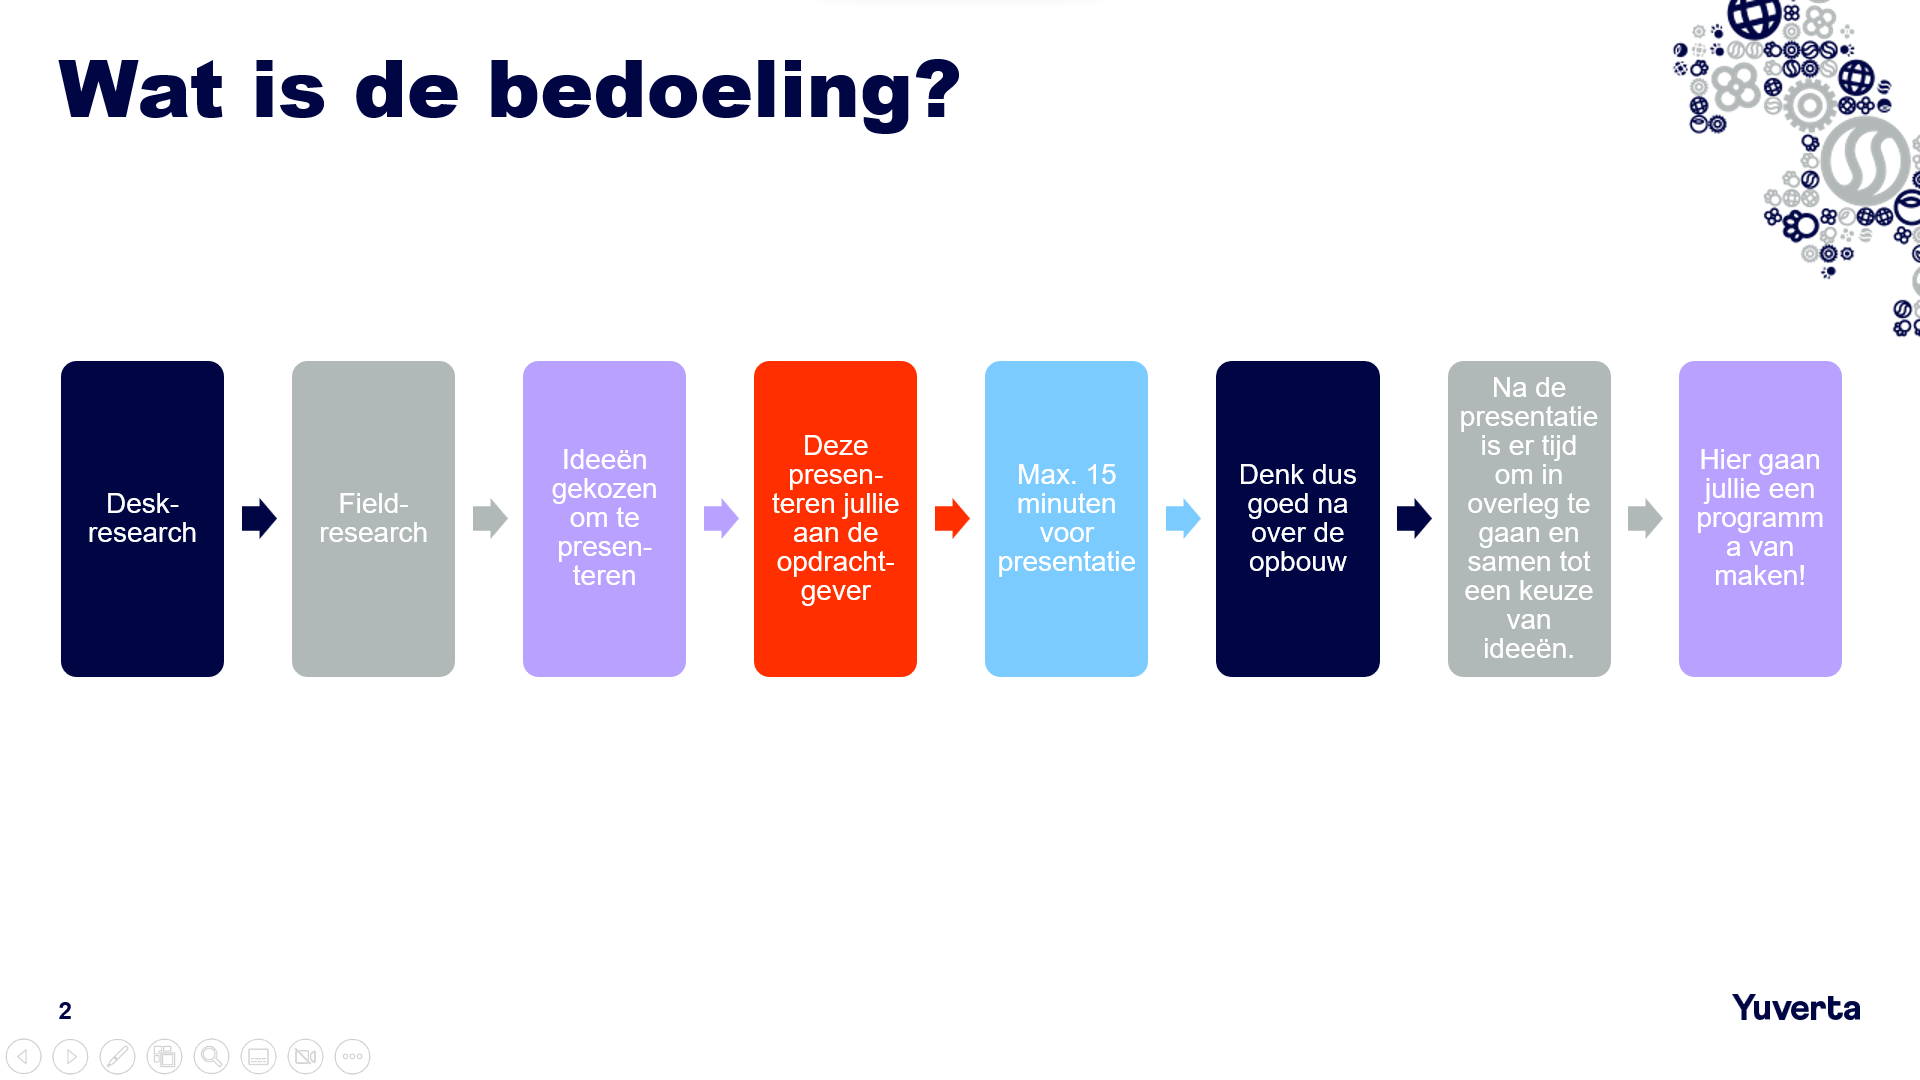 Wat is de bedoeling?
Desk-
research
Field-
research
Ideeën
gekozen
om te
presen-
teren
Deze
presen-
teren jullie
aan de
opdracht-
gever
Max. 15
minuten
voor
presentatie
Denk dus
goed na
over de
opbouw
Na de
presentatie
is er tijd
om in
overleg te
gaan en
samen tot
een keuze
van
ideeën.
Hier gaan
jullie een
programm
a van
maken!
2
Yuverta